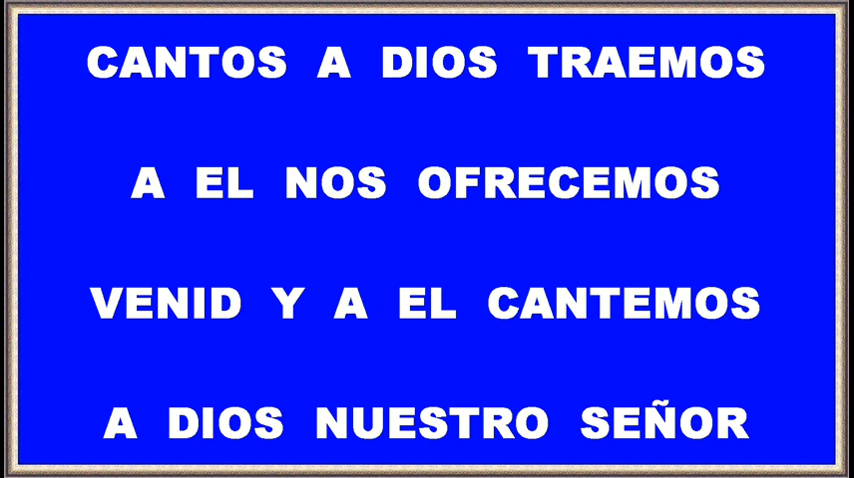 CANTOS A DIOS TRAEMOS
A EL NOS OFRECEMOS
VENID Y A EL CANTEMOS
A DIOS NUESTRO SEÑOR